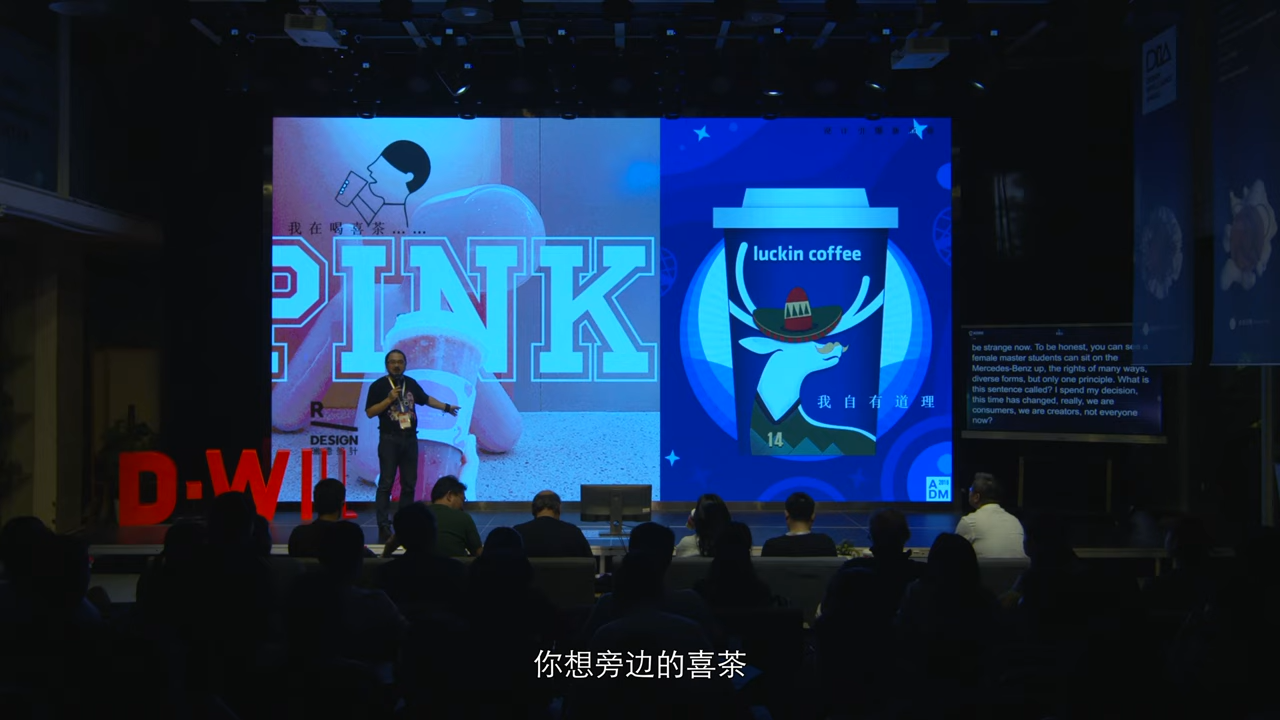 我在喝喜茶……
PINK
R
DESIGN
luckin coffee
我自有道理
14
A 2018
DM
D·WI
be strange now. To be honest, you can see a
female master students can sit on the
Mercedes-Benz up, the rights of many ways,
diverse forms, but only one principle. What is
this sentence called? I spend my decision,
this time has changed, really, we are
consumers, we are creators, not everyone
now?
你想旁边的喜茶